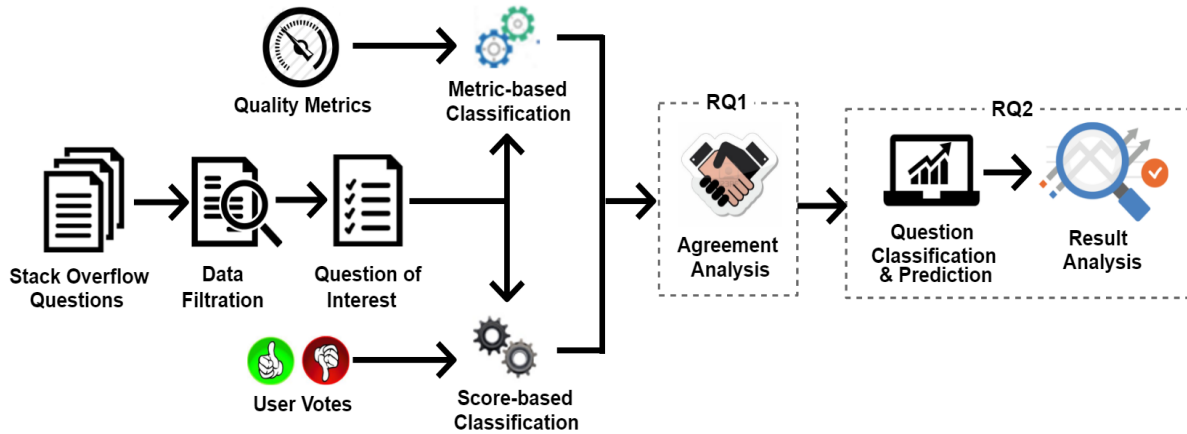 Quality Metrics
Metric-based
Classification
RQ1
RQ2
Stack Overflow
Questions
Data
Filtration
Question of
Interest
Agreement
Analysis
Question
Classification
& Prediction
Result
Analysis
User Votes
Score-based
Classification